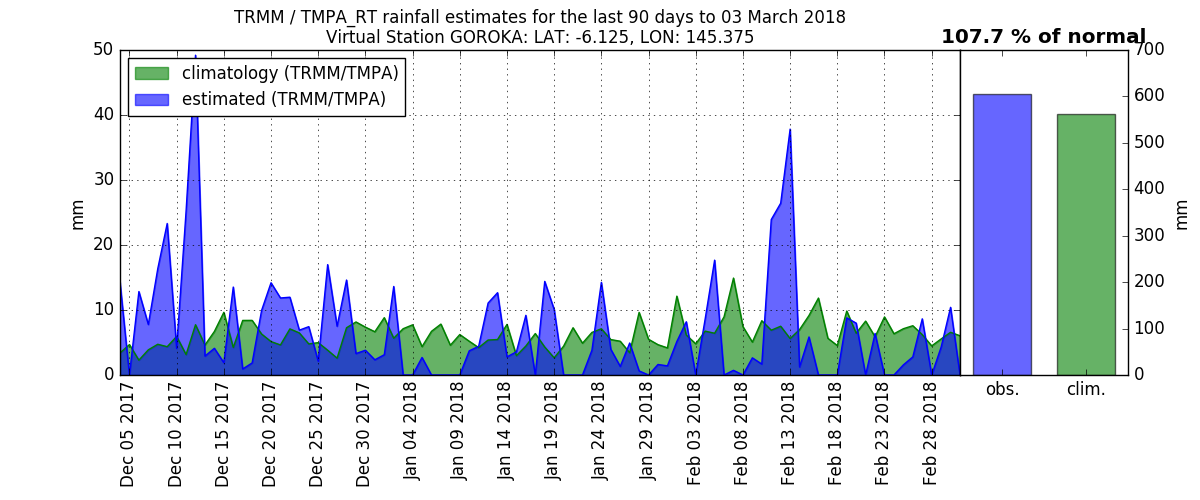 TRMM / TMPA_RT rainfall estimates for the last 90 days to 03 March 2018
Virtual Station GOROKA: LAT: -6.125, LON: 145.375
107.7 % of normal
climatology (TRMM/TMPA)
estimated (TRMM/TMPA)
50
40
30
20
10
0
mm
Dec 05 2017
Dec 10 2017
Dec 15 2017
Dec 20 2017
Dec 25 2017
Dec 30 2017
Jan 04 2018
Jan 09 2018
Jan 14 2018
Jan 19 2018
Jan 24 2018
Jan 29 2018
Feb 03 2018
Feb 08 2018
Feb 13 2018
Feb 18 2018
Feb 23 2018
Feb 28 2018
700
600
500
400
300
200
100
0
mm
obs.
clim.